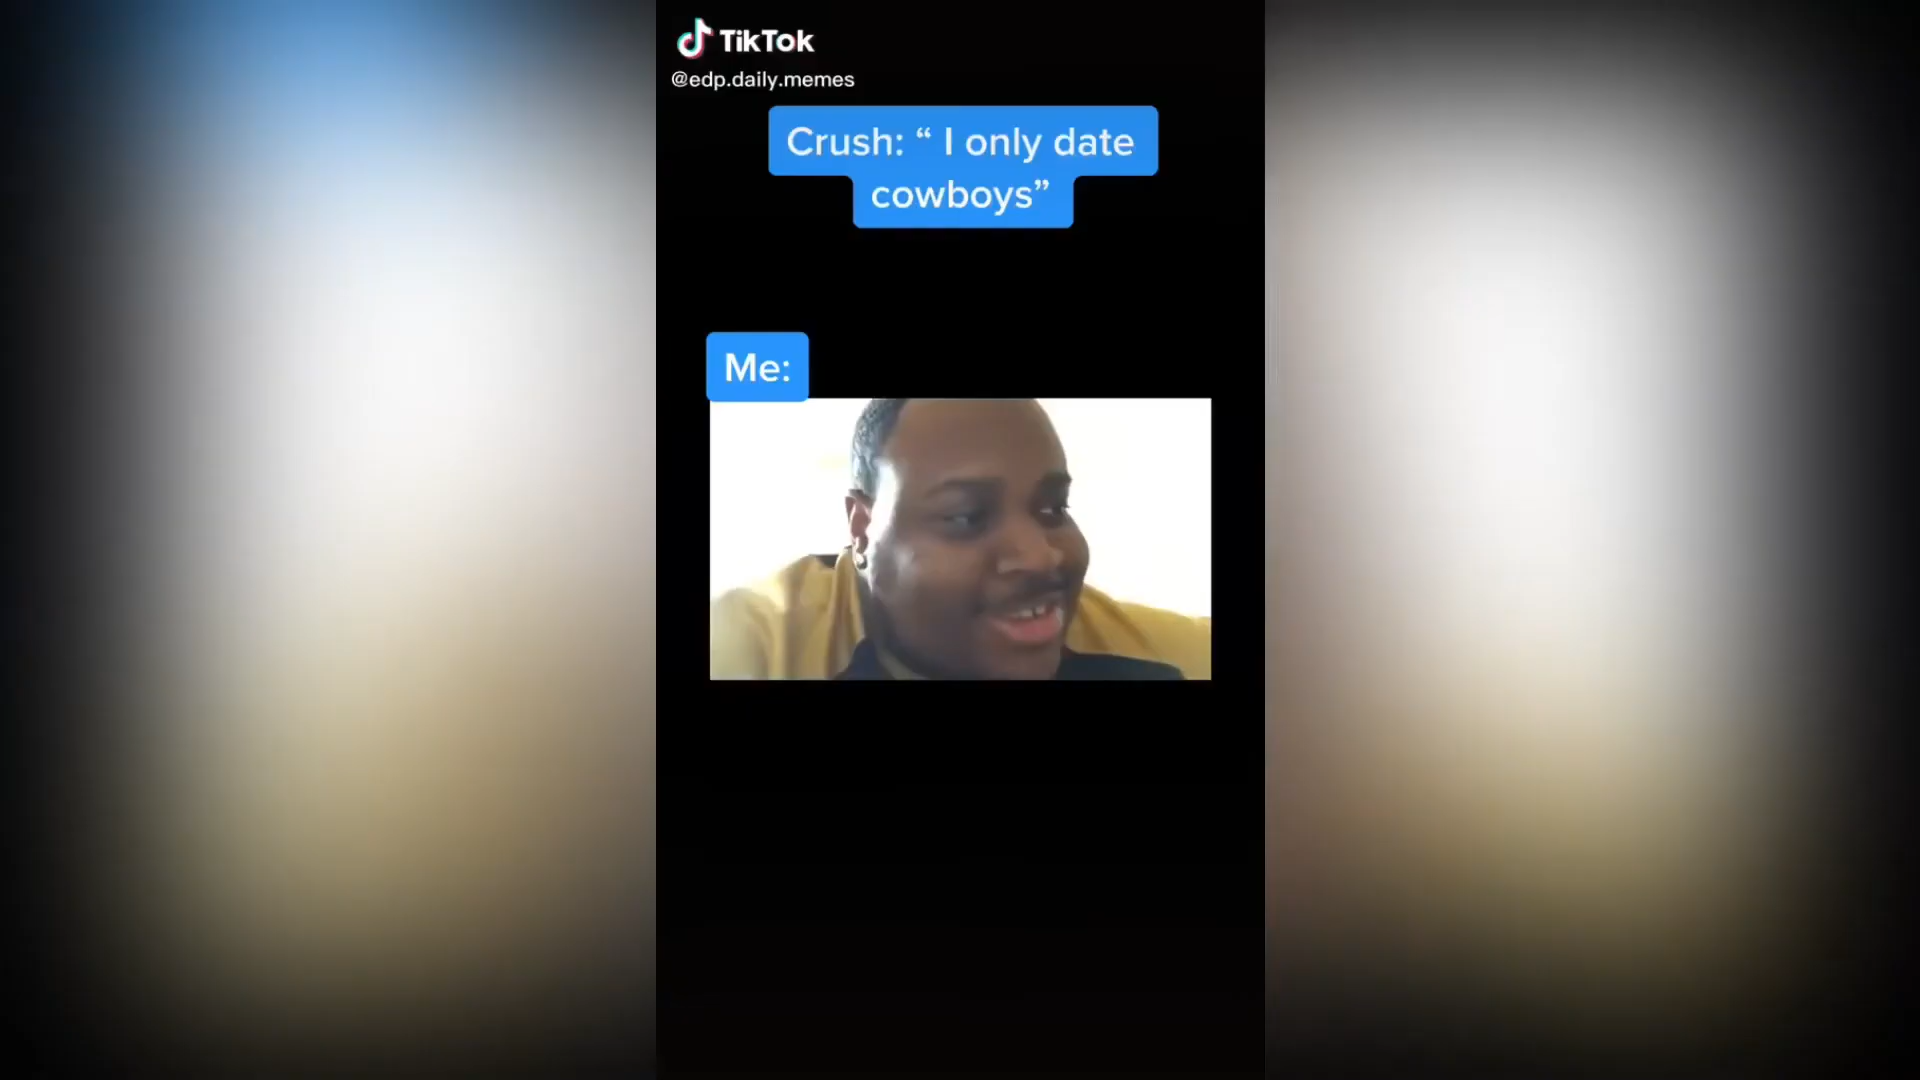 TikTok
@edp.daily.memes
Crush: “ I only date
cowboys”
Me: